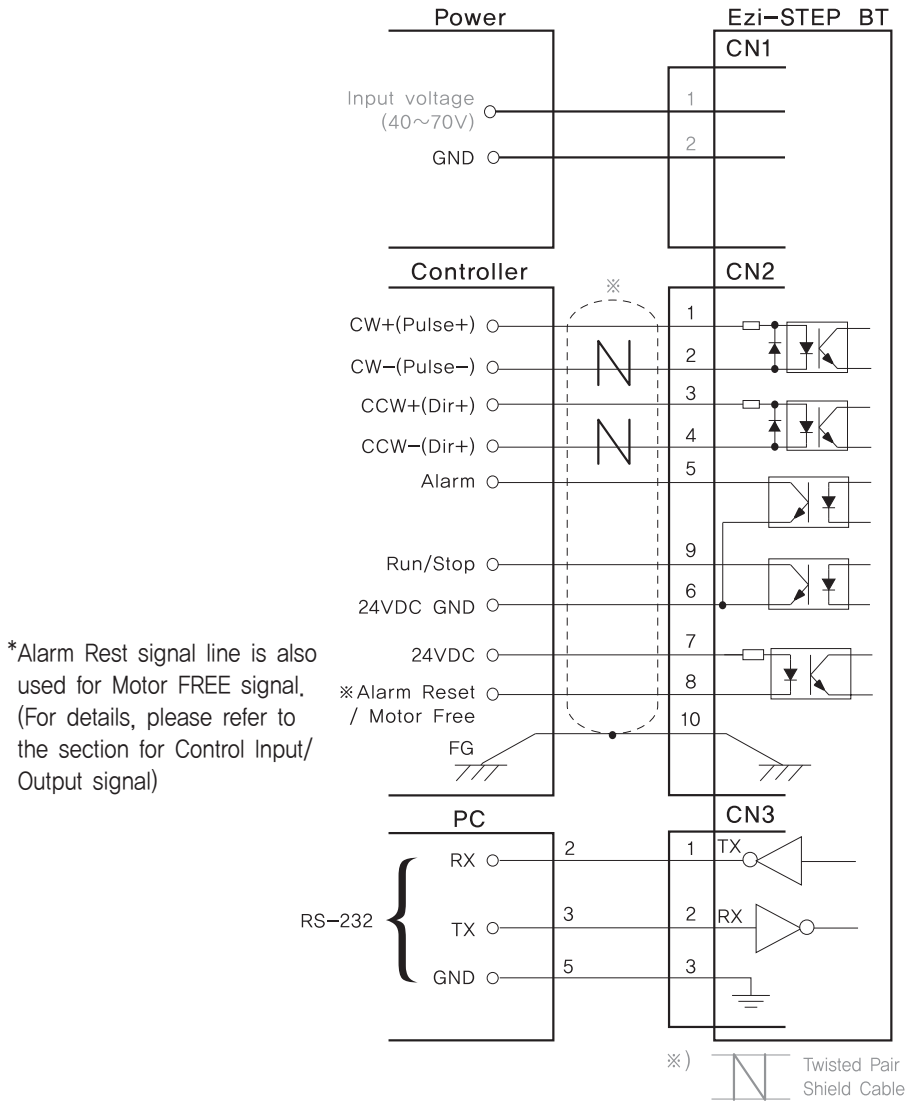 Power
Ezi-STEP BT
CN1
Input voltage
(40~70V)
1
GND
2
Controller
CN2
※
CW+(Pulse+)
1
CW-(Pulse-)
2
CCW+(Dir+)
3
CCW-(Dir+)
4
Alarm
5
Run/Stop
9
24VDC GND
6
24VDC
7
※Alarm Reset
/ Motor Free
8
FG
10
*Alarm Rest signal line is also
used for Motor FREE signal.
(For details, please refer to
the section for Control Input/
Output signal)
PC
CN3
RS-232
RX
2
1
TX
TX
3
2
RX
GND
5
3
※)
Twisted Pair
Shield Cable